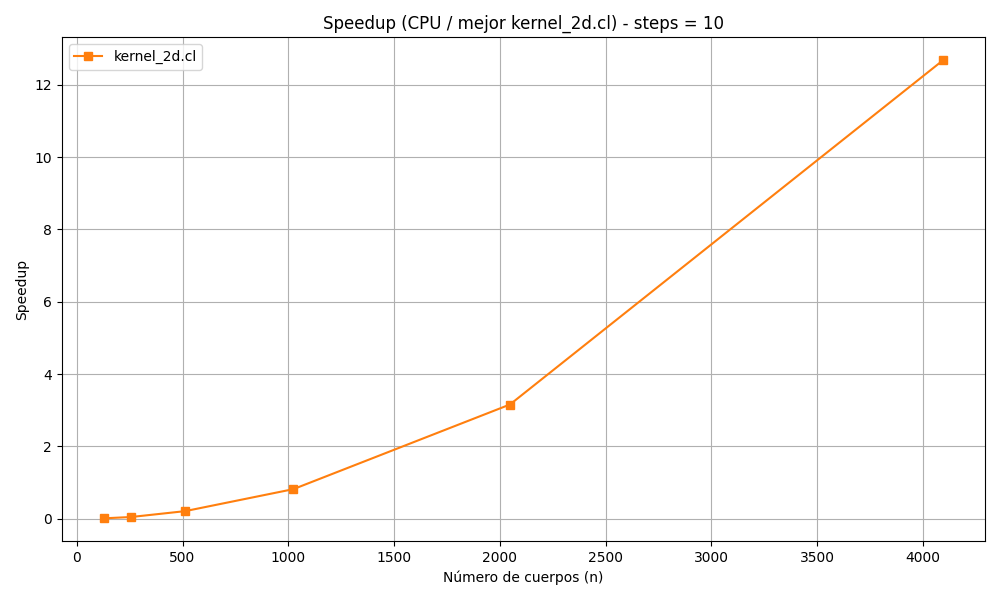 Speedup (CPU / mejor kernel_2d.cl) - steps = 10
kernel_2d.cl
Speedup
12
10
8
6
4
2
0
0 500 1000 1500 2000 2500 3000 3500 4000
Número de cuerpos (n)